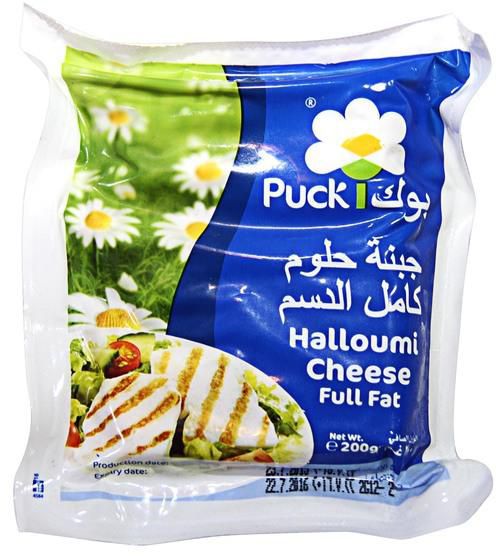 ®
Puck بوك
جبنة حلوم
كامل الدسم
Halloumi
Cheese
Full Fat
Net Wt.
℮ 200g
Production date:
Expiry date:
22.7.2016
4584